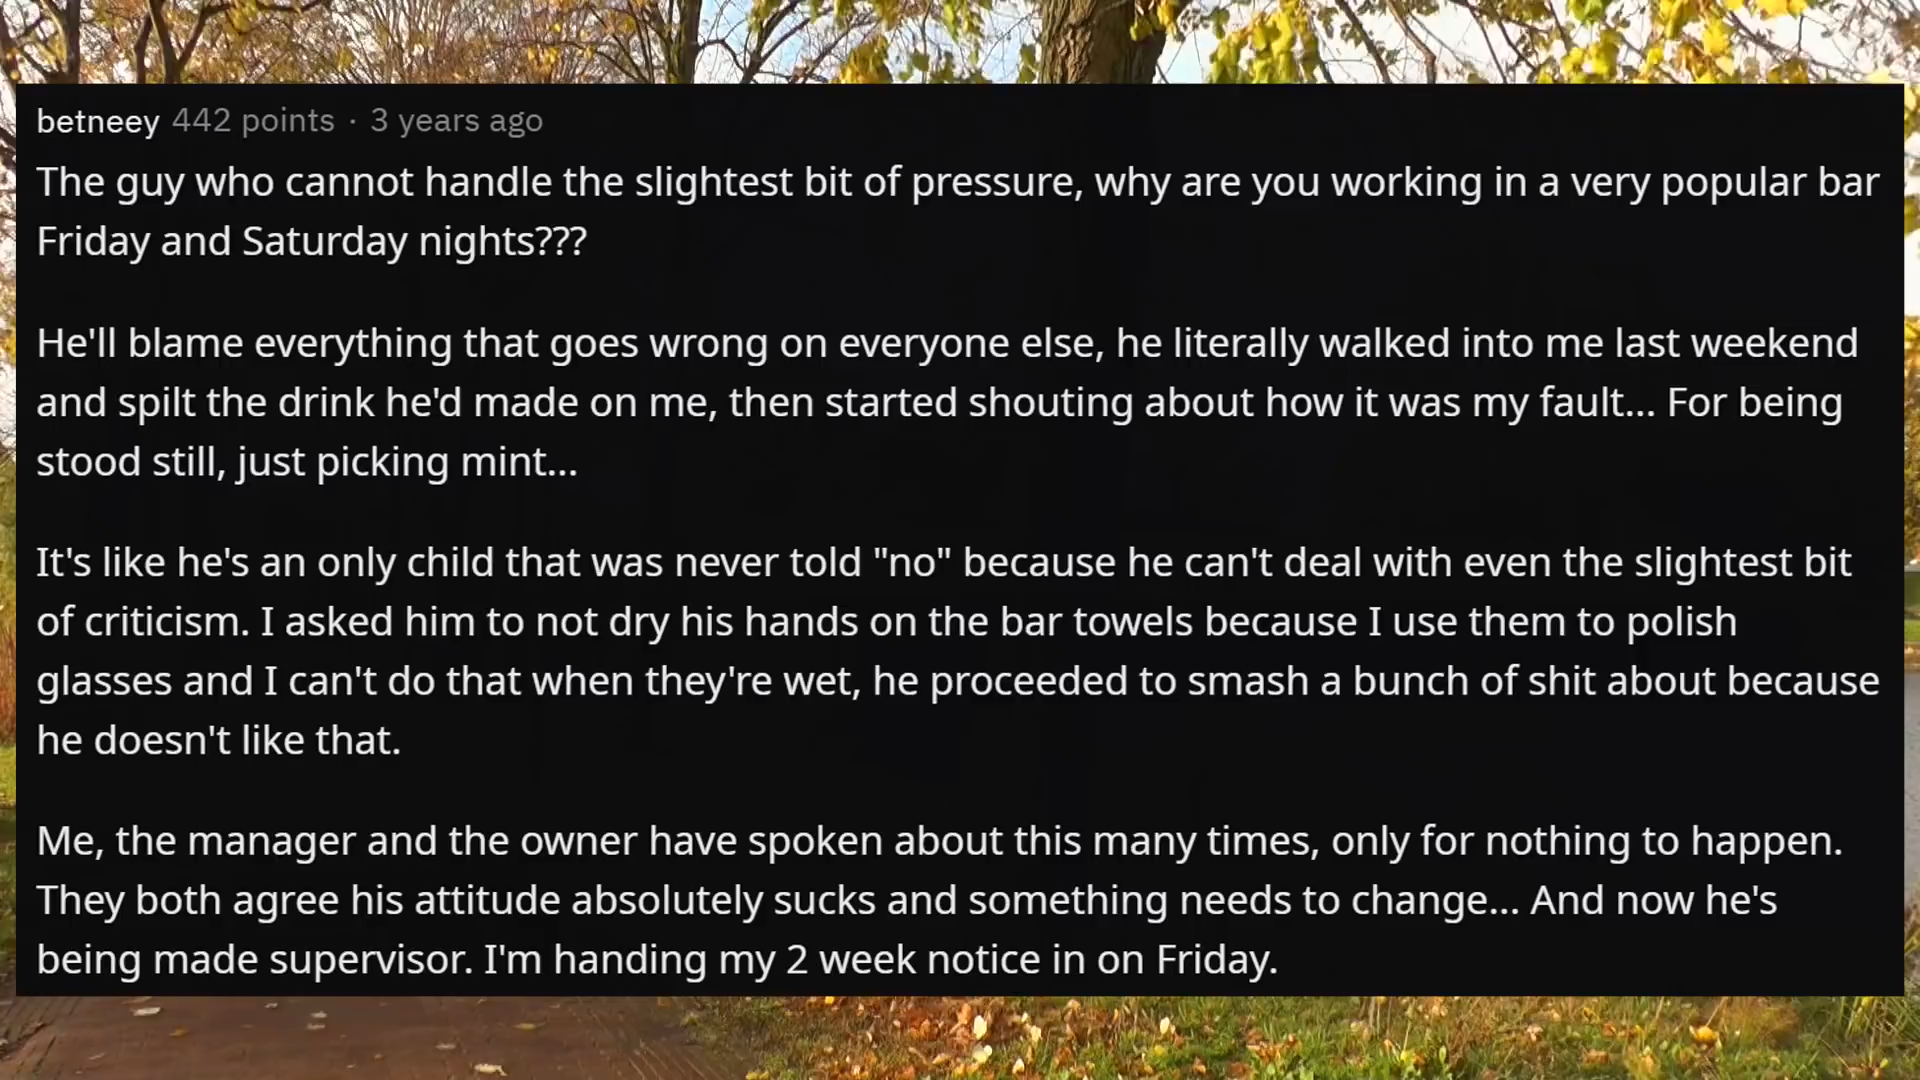 betneey 442 points · 3 years ago
The guy who cannot handle the slightest bit of pressure, why are you working in a very popular bar
Friday and Saturday nights???
He'll blame everything that goes wrong on everyone else, he literally walked into me last weekend
and spilt the drink he'd made on me, then started shouting about how it was my fault... For being
stood still, just picking mint...
It's like he's an only child that was never told "no" because he can't deal with even the slightest bit
of criticism. I asked him to not dry his hands on the bar towels because I use them to polish
glasses and I can't do that when they're wet, he proceeded to smash a bunch of shit about because
he doesn't like that.
Me, the manager and the owner have spoken about this many times, only for nothing to happen.
They both agree his attitude absolutely sucks and something needs to change... And now he's
being made supervisor. I'm handing my 2 week notice in on Friday.